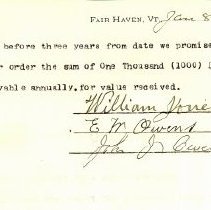 FAIR HAVEN, VT. Jan 8
before three years from date we promise
order the sum of One Thousand (1000)
annually, for value received.
William
E M Owens
John